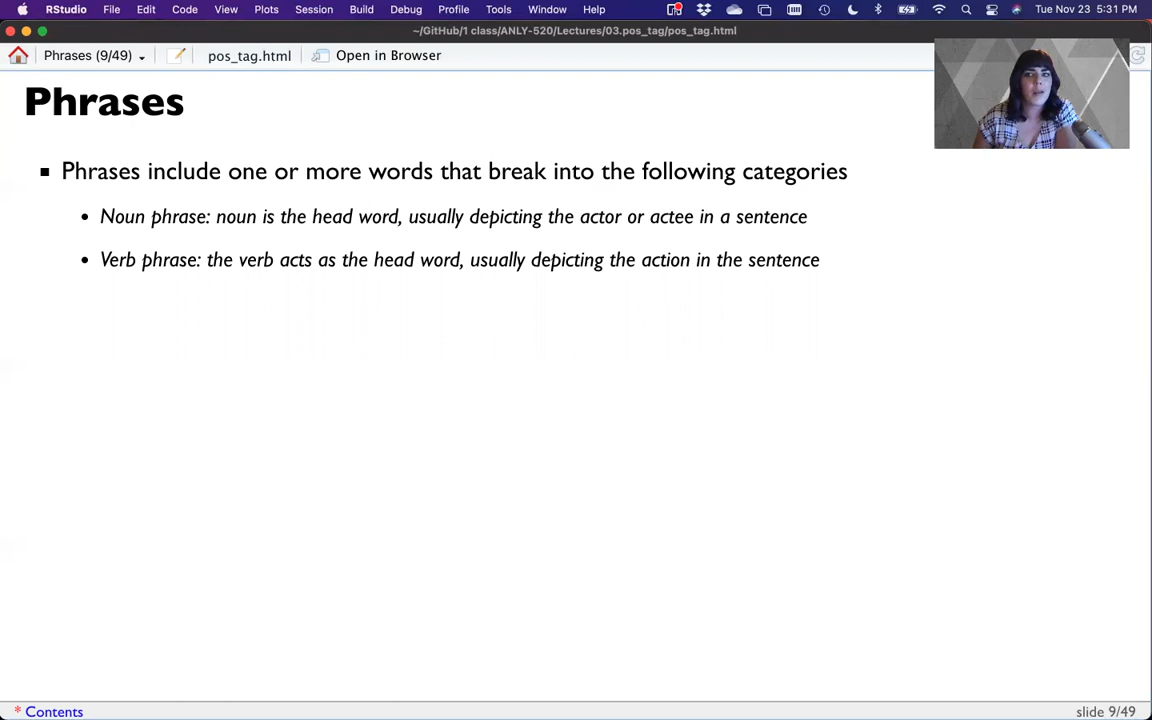 RStudio File Edit Code View Plots Session Build Debug Profile Tools Window Help Tue Nov 23 5:31 PM
~/GitHub/1 class/ANLY-520/Lectures/03.pos_tag/pos_tag.html
Phrases (9/49) pos_tag.html Open in Browser
Phrases
Phrases include one or more words that break into the following categories
Noun phrase: noun is the head word, usually depicting the actor or actee in a sentence
Verb phrase: the verb acts as the head word, usually depicting the action in the sentence
* Contents slide 9/49